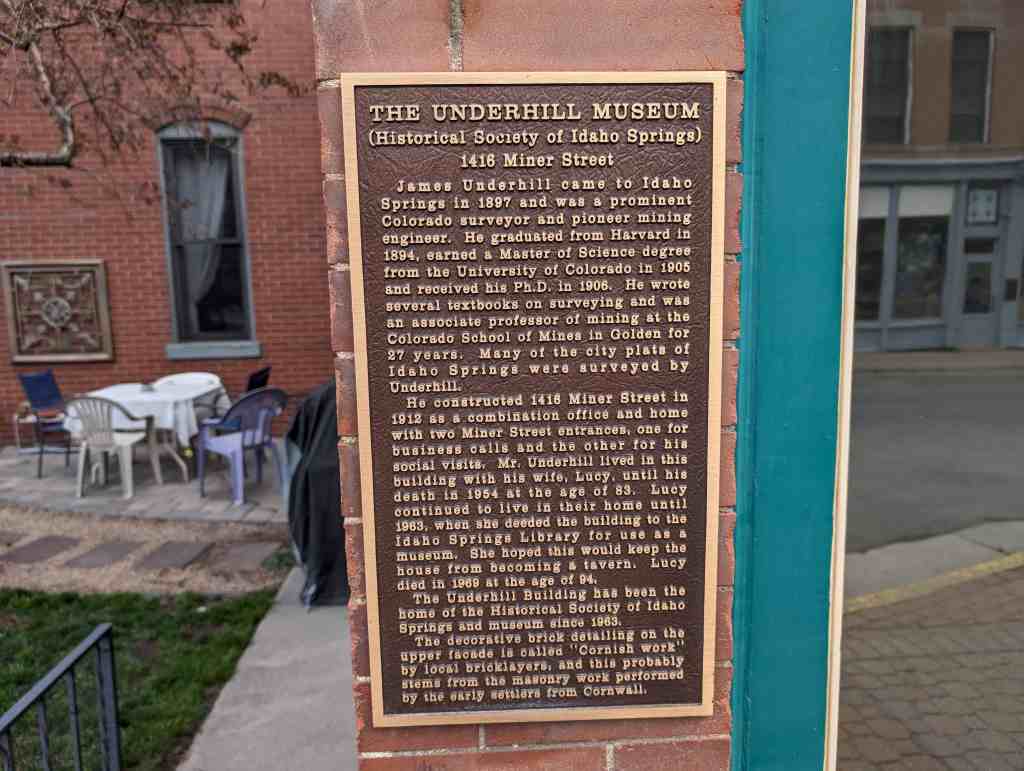 THE UNDERHILL MUSEUM
(Historical Society of Idaho Springs)
1416 Miner Street
James Underhill came to Idaho
Springs in 1897 and was a prominent
Colorado surveyor and pioneer mining
engineer. He graduated from Harvard in
1894, earned a Master of Science degree
from the University of Colorado in 1905
and received his Ph.D. in 1906. He wrote
several textbooks on surveying and was
an associate professor of mining at the
Colorado School of Mines in Golden for
27 years. Many of the city plats of
Idaho Springs were surveyed by
Underhill.
He constructed 1416 Miner Street in
1912 as a combination office and home
with two Miner Street entrances, one for
business calls and the other for his
social visits. Mr. Underhill lived in this
building with his wife, Lucy, until his
death in 1954 at the age of 83. Lucy
continued to live in their home until
1963, when she deeded the building to the
Idaho Springs Library for use as a
museum. She hoped this would keep the
house from becoming a tavern. Lucy
died in 1969 at the age of 94.
The Underhill Building has been the
home of the Historical Society of Idaho
Springs and museum since 1963.
The decorative brick detailing on the
upper facade is called "Cornish work"
by local bricklayers, and this probably
stems from the masonry work performed
by the early settlers from Cornwall.